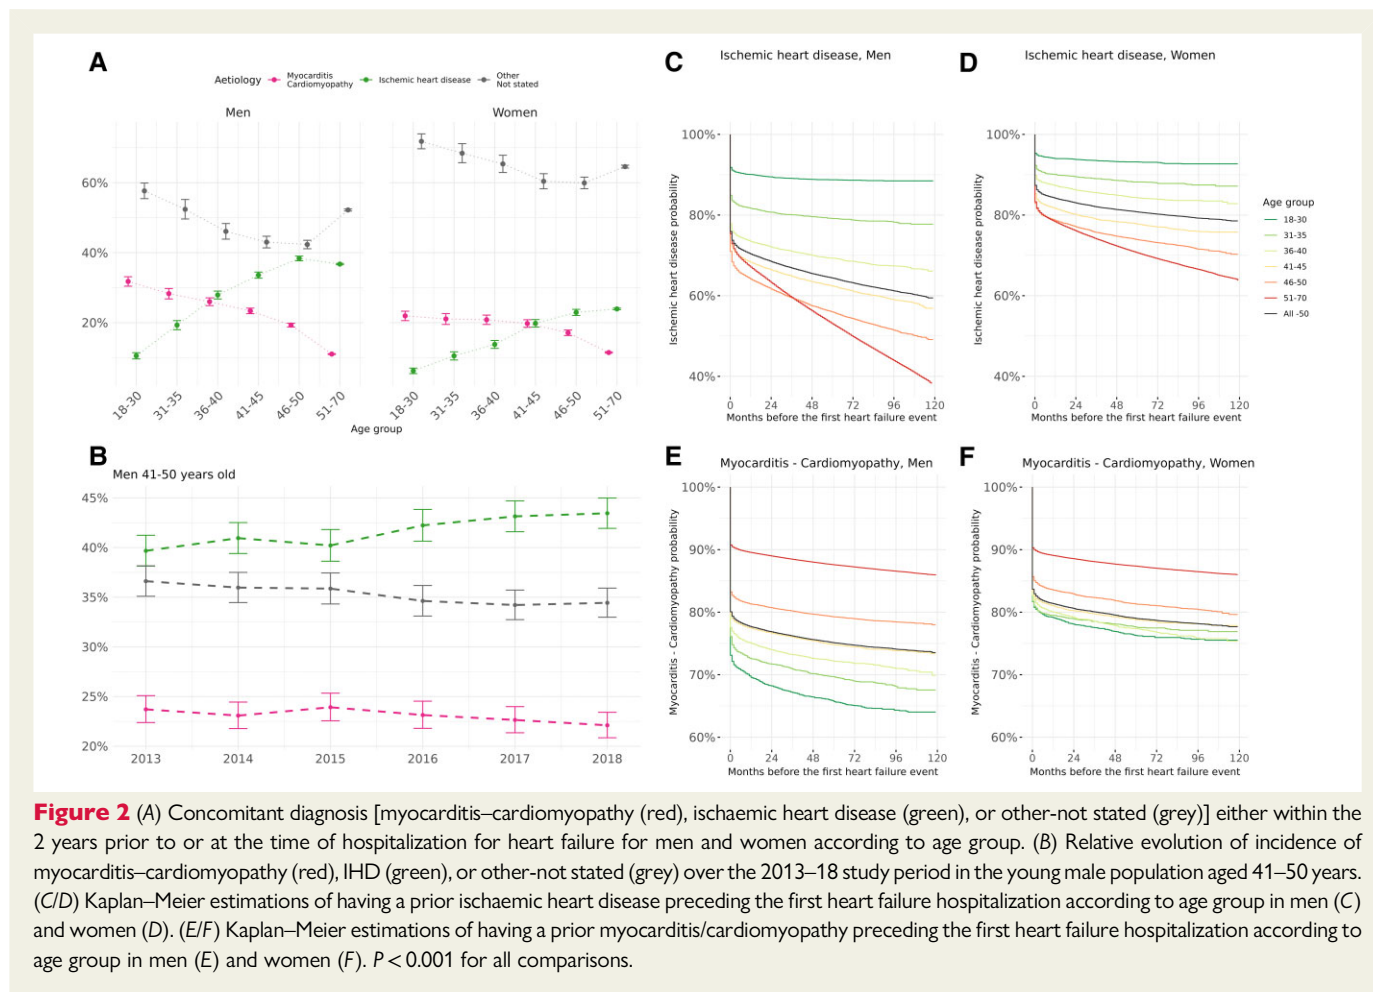 A
Aetiology
Myocarditis
Cardiomyopathy
Ischemic heart disease
Other
Not stated
Men
Women
60%
40%
20%
18-30
31-35
36-40
41-45
46-50
51-70
18-30
31-35
36-40
41-45
46-50
51-70
Age group
B
Men 41-50 years old
45%
40%
35%
30%
25%
20%
2013
2014
2015
2016
2017
2018
C
Ischemic heart disease, Men
Ischemic heart disease probability
100%
80%
60%
40%
0 24 48 72 96 120
Months before the first heart failure event
D
Ischemic heart disease, Women
Ischemic heart disease probability
100%
80%
60%
40%
0 24 48 72 96 120
Months before the first heart failure event
Age group
18-30
31-35
36-40
41-45
46-50
51-70
All -50
E
Myocarditis - Cardiomyopathy, Men
Myocarditis - Cardiomyopathy probability
100%
90%
80%
70%
60%
0 24 48 72 96 120
Months before the first heart failure event
F
Myocarditis - Cardiomyopathy, Women
Myocarditis - Cardiomyopathy probability
100%
90%
80%
70%
60%
0 24 48 72 96 120
Months before the first heart failure event
Figure 2 (A) Concomitant diagnosis [myocarditis–cardiomyopathy (red), ischaemic heart disease (green), or other-not stated (grey)] either within the
2 years prior to or at the time of hospitalization for heart failure for men and women according to age group. (B) Relative evolution of incidence of
myocarditis–cardiomyopathy (red), IHD (green), or other-not stated (grey) over the 2013–18 study period in the young male population aged 41–50 years.
(C/D) Kaplan–Meier estimations of having a prior ischaemic heart disease preceding the first heart failure hospitalization according to age group in men (C)
and women (D). (E/F) Kaplan–Meier estimations of having a prior myocarditis/cardiomyopathy preceding the first heart failure hospitalization according to
age group in men (E) and women (F). P < 0.001 for all comparisons.